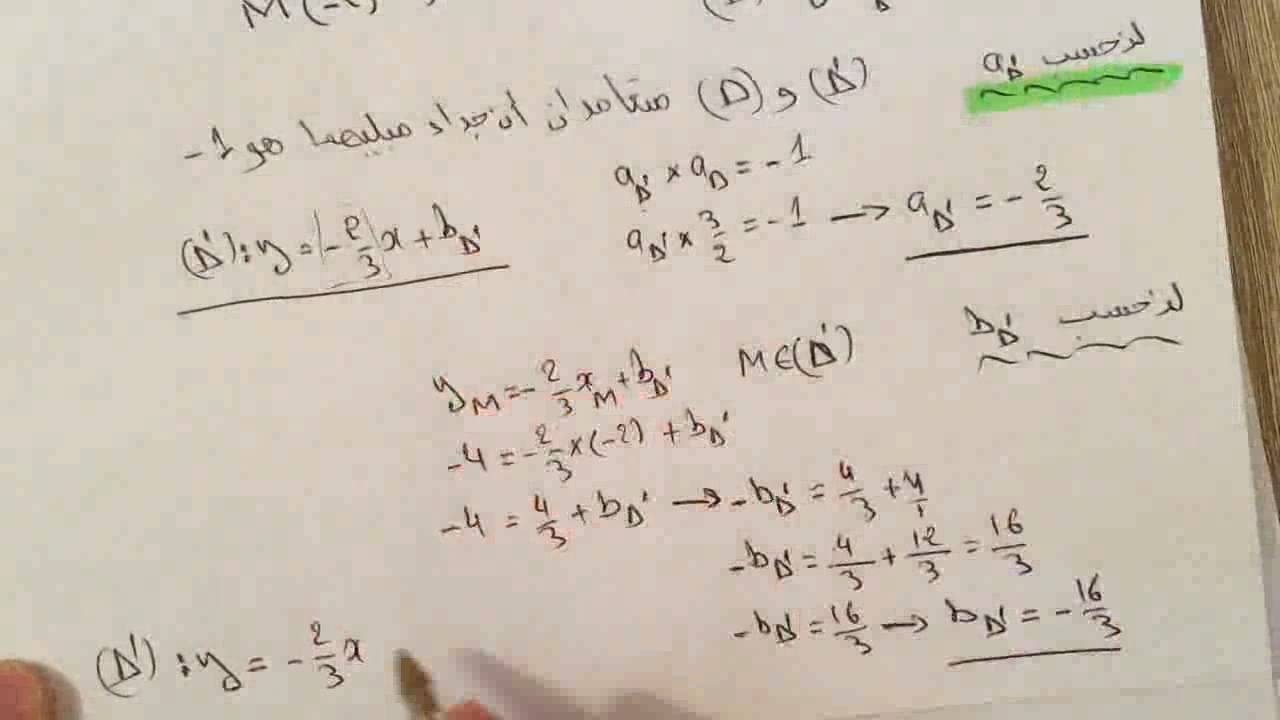 M(-
لنحسب a_D'
(D') و (D) متعامدان إذن جداء ميليهما هو -1
a_D' × a_D = -1
a_D' × 3/2 = -1 → a_D' = -2/3
(D'): y = -2/3 x + b_D'
لنحسب b_D'
M∈(D')
y_M = -2/3 x_M + b_D'
-4 = -2/3 × (-2) + b_D'
-4 = 4/3 + b_D' → -b_D' = 4/3 + 4/1
-b_D' = 4/3 + 12/3 = 16/3
-b_D' = 16/3 → b_D' = -16/3
(D'): y = -2/3 x